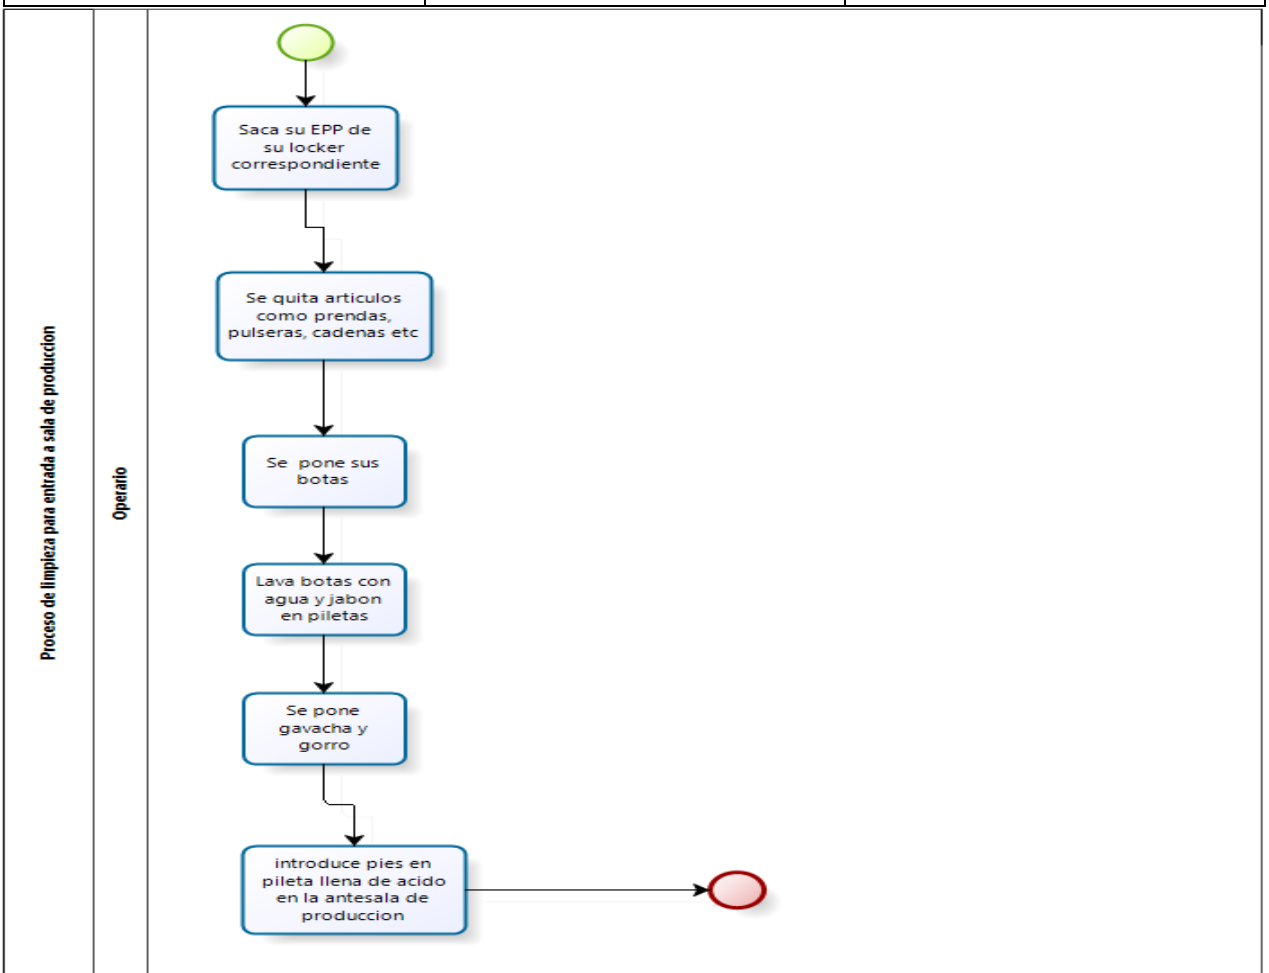 Proceso de limpieza para entrada a sala de produccion
Operario
Saca su EPP de
su locker
correspondiente
Se quita articulos
como prendas,
pulseras, cadenas etc
Se pone sus
botas
Lava botas con
agua y jabon
en piletas
Se pone
gavacha y
gorro
introduce pies en
pileta llena de acido
en la antesala de
produccion